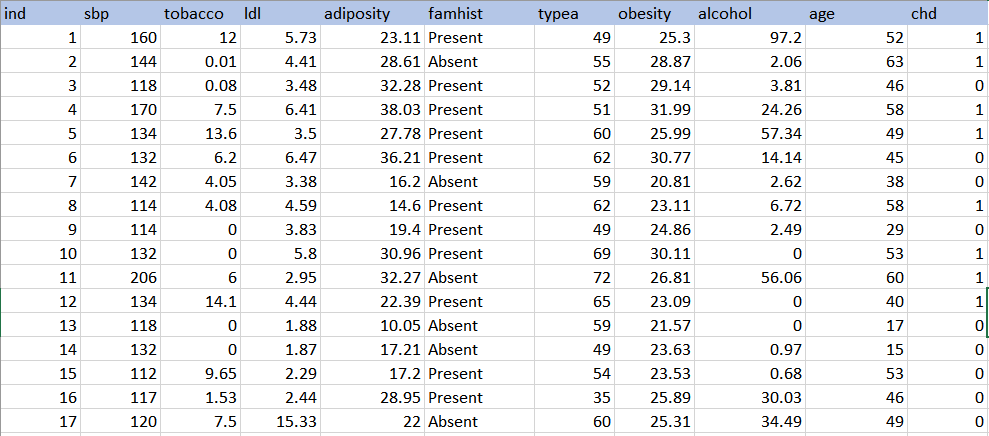 ind sbp tobacco ldl adiposity famhist typea obesity alcohol age chd
1 160 12 5.73 23.11 Present 49 25.3 97.2 52 1
2 144 0.01 4.41 28.61 Absent 55 28.87 2.06 63 1
3 118 0.08 3.48 32.28 Present 52 29.14 3.81 46 0
4 170 7.5 6.41 38.03 Present 51 31.99 24.26 58 1
5 134 13.6 3.5 27.78 Present 60 25.99 57.34 49 1
6 132 6.2 6.47 36.21 Present 62 30.77 14.14 45 0
7 142 4.05 3.38 16.2 Absent 59 20.81 2.62 38 0
8 114 4.08 4.59 14.6 Present 62 23.11 6.72 58 1
9 114 0 3.83 19.4 Present 49 24.86 2.49 29 0
10 132 0 5.8 30.96 Present 69 30.11 0 53 1
11 206 6 2.95 32.27 Absent 72 26.81 56.06 60 1
12 134 14.1 4.44 22.39 Present 65 23.09 0 40 1
13 118 0 1.88 10.05 Absent 59 21.57 0 17 0
14 132 0 1.87 17.21 Absent 49 23.63 0.97 15 0
15 112 9.65 2.29 17.2 Present 54 23.53 0.68 53 0
16 117 1.53 2.44 28.95 Present 35 25.89 30.03 46 0
17 120 7.5 15.33 22 Absent 60 25.31 34.49 49 0